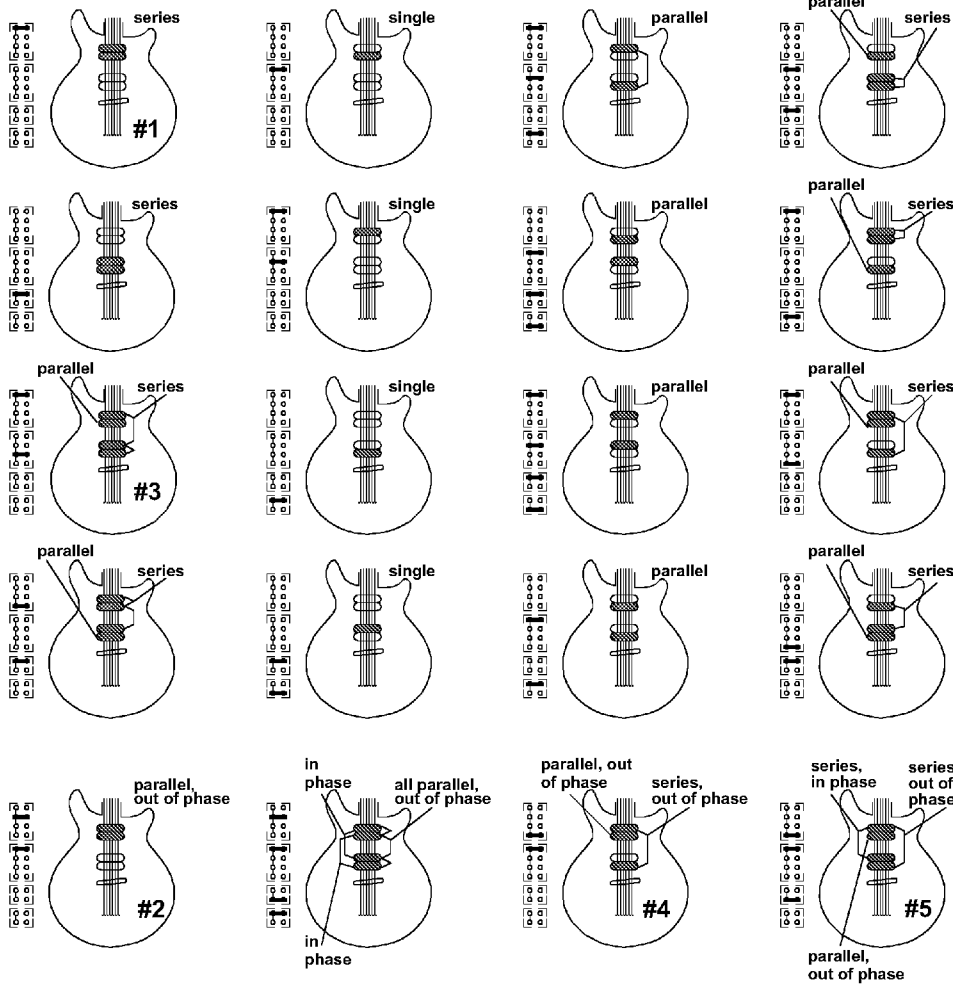 series
single
parallel
parallel
series
#1
series
single
parallel
parallel
series
parallel
series
single
parallel
parallel
series
#3
parallel
series
single
parallel
parallel
series
parallel,
out of phase
in
phase
all parallel,
out of phase
parallel, out
of phase
series,
out of phase
series,
in phase
series
out of
phase
#2
#4
#5
in
phase
parallel,
out of phase